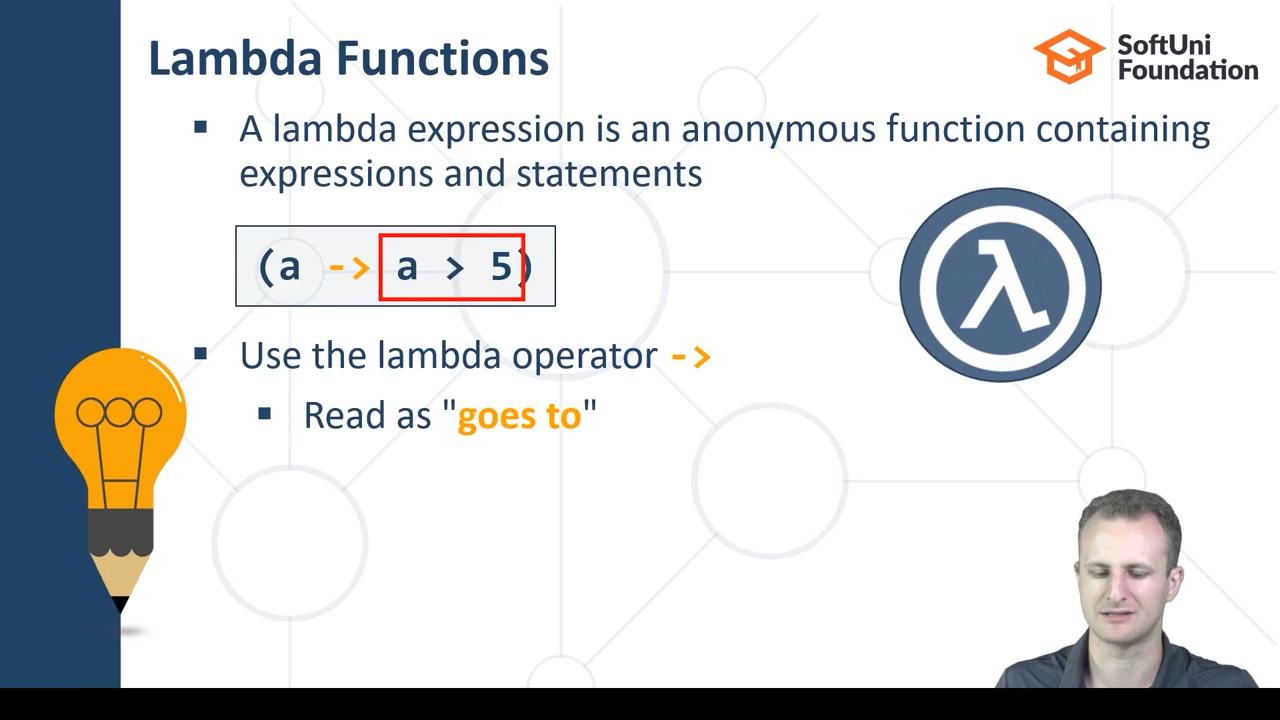 Lambda Functions
SoftUni
Foundation
▪ A lambda expression is an anonymous function containing
expressions and statements
(a -> a > 5)
λ
▪ Use the lambda operator ->
▪ Read as "goes to"